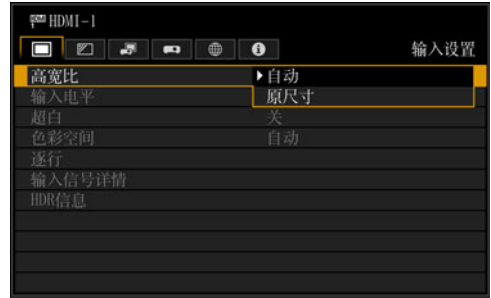 HDMI-1
输入设置
高宽比 自动
输入电平 原尺寸
超白 关
色彩空间 自动
逐行
输入信号详情
HDR信息